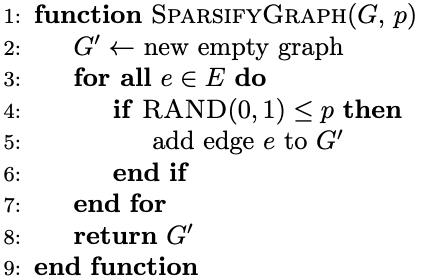 1: function SPARSIFYGRAPH(G, p)
2: G′ ← new empty graph
3: for all e ∈ E do
4: if RAND(0, 1) ≤ p then
5: add edge e to G′
6: end if
7: end for
8: return G′
9: end function